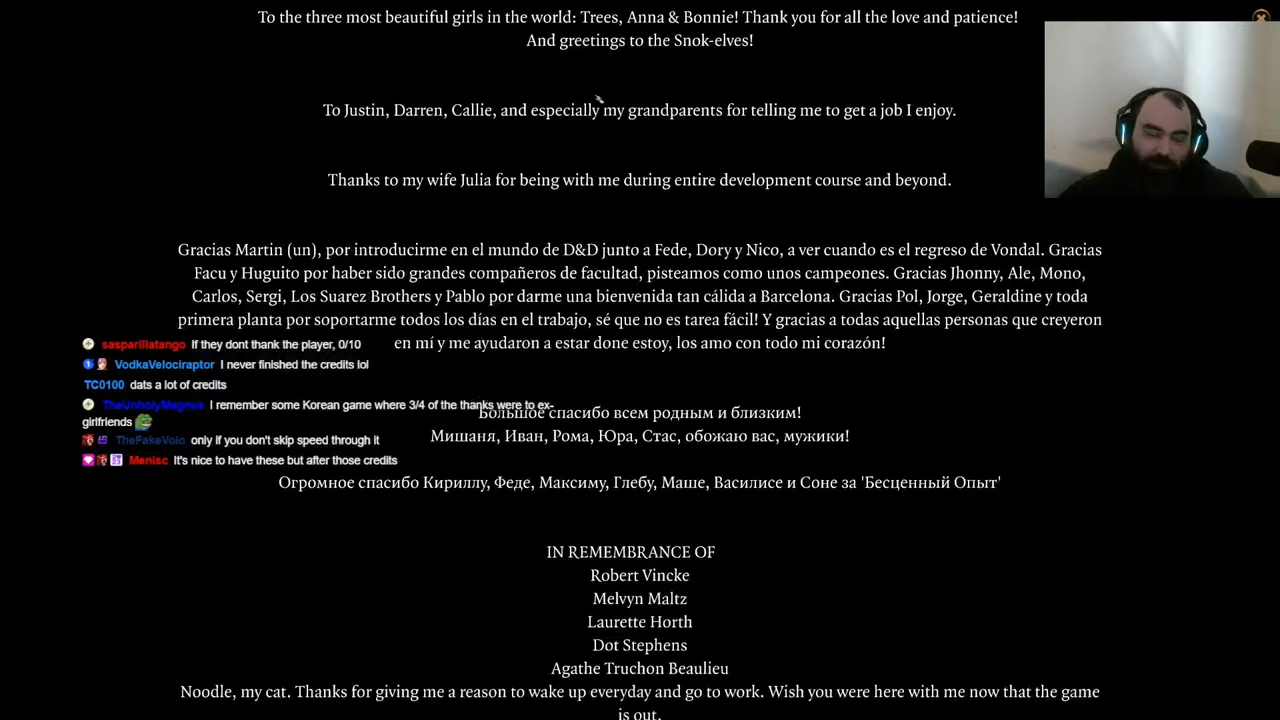 To the three most beautiful girls in the world: Trees, Anna & Bonnie! Thank you for all the love and patience!
And greetings to the Snok-elves!
To Justin, Darren, Callie, and especially my grandparents for telling me to get a job I enjoy.
Thanks to my wife Julia for being with me during entire development course and beyond.
Gracias Martin (un), por introducirme en el mundo de D&D junto a Fede, Dory y Nico, a ver cuando es el regreso de Vondal. Gracias
Facu y Huguito por haber sido grandes compañeros de facultad, pisteamos como unos campeones. Gracias Jhonny, Ale, Mono,
Carlos, Sergi, Los Suarez Brothers y Pablo por darme una bienvenida tan cálida a Barcelona. Gracias Pol, Jorge, Geraldine y toda
primera planta por soportarme todos los días en el trabajo, sé que no es tarea fácil! Y gracias a todas aquellas personas que creyeron
en mí y me ayudaron a estar done estoy, los amo con todo mi corazón!
sasparillatango If they dont thank the player, 0/10
VodkaVelociraptor I never finished the credits lol
TC0100 dats a lot of credits
TheUnholyMagnus I remember some Korean game where 3/4 of the thanks were to ex-
girlfriends
TheFakeVolo only if you don't skip speed through it
Menisc It's nice to have these but after those credits
Большое спасибо всем родным и близким!
Мишаня, Иван, Рома, Юра, Стас, обожаю вас, мужики!
Огромное спасибо Кириллу, Феде, Максиму, Глебу, Маше, Василисе и Соне за 'Бесценный Опыт'
IN REMEMBRANCE OF
Robert Vincke
Melvyn Maltz
Laurette Horth
Dot Stephens
Agathe Truchon Beaulieu
Noodle, my cat. Thanks for giving me a reason to wake up everyday and go to work. Wish you were here with me now that the game
is out.